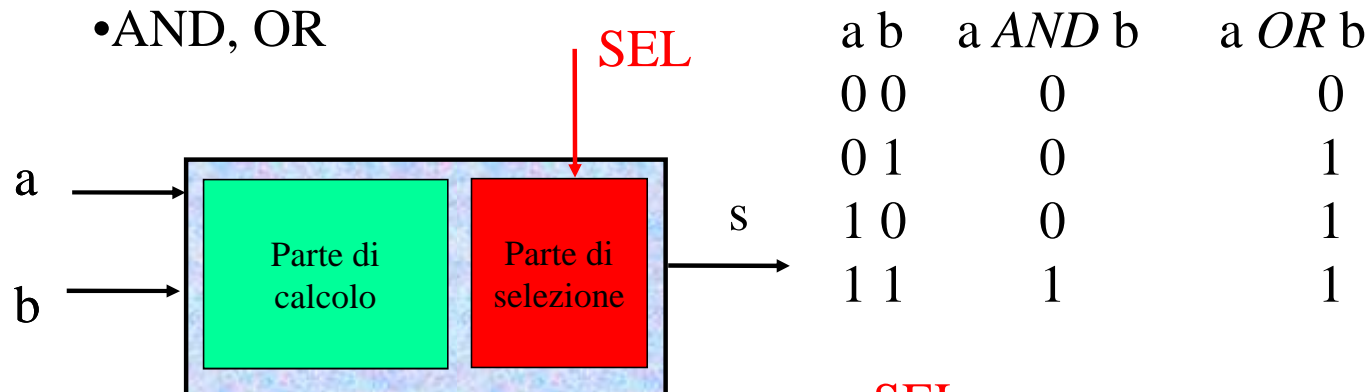 •AND, OR
SEL
a
b
Parte di
calcolo
Parte di
selezione
s
a b a AND b a OR b
0 0 0 0
0 1 0 1
1 0 0 1
1 1 1 1
SEL